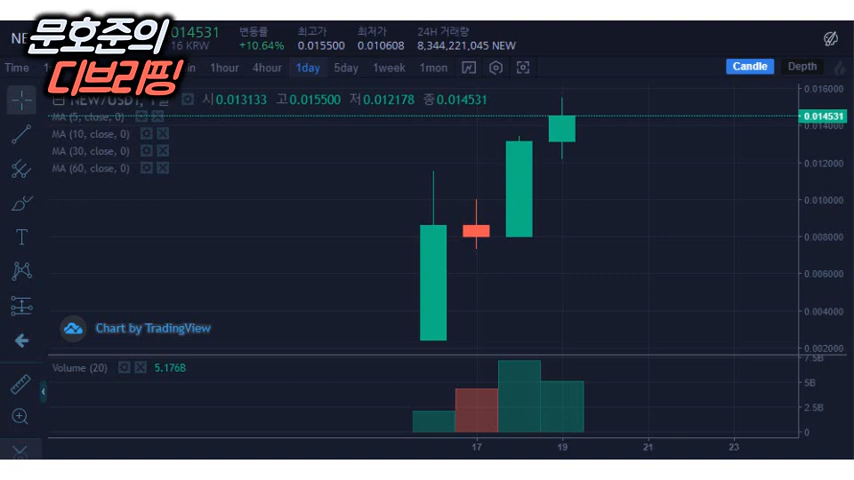 문호준의
디브리핑
NE
014531
16 KRW
변동률
+10.64%
최고가
0.015500
최저가
0.010608
24H 거래량
8,344,221,045 NEW
Time
1hour
4hour
1day
5day
1week
1mon
Candle
Depth
NEW/USDT, 1일
시0.013133 고0.015500 저0.012178 종0.014531
MA (5, close, 0)
MA (10, close, 0)
MA (30, close, 0)
MA (60, close, 0)
0.016000
0.014531
0.014000
0.012000
0.010000
0.008000
0.006000
0.004000
0.002000
Chart by TradingView
Volume (20)
5.176B
7.5B
5B
2.5B
0
17
19
21
23